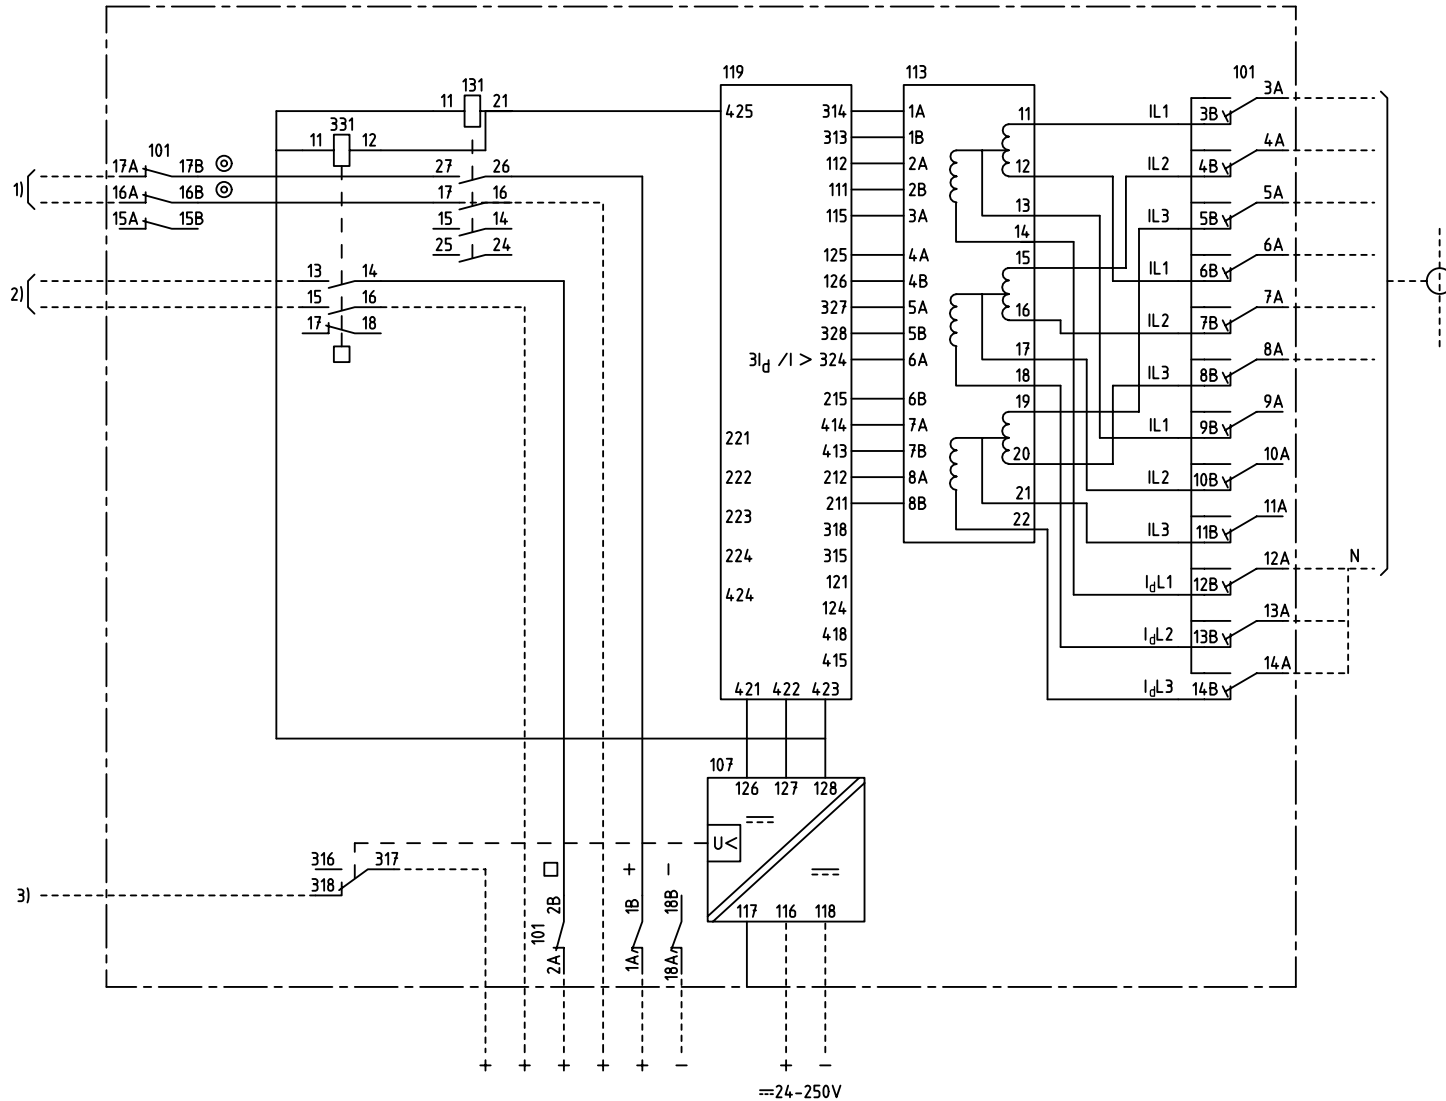 119 113 101
131 3A
11 21 425 314 1A 11 IL1 3B
331
11 12 313 1B 4A
101 17A 17B 27 26 112 2A 12 IL2 4B
1)
16A 16B 17 16 111 2B 5A
15A 15B 15 14 115 3A 13 IL3 5B
25 24 14 6A
125 4A 15
13 14 126 4B IL1 6B
2)
15 16 327 5A 16 7A
17 18 328 5B IL2 7B
3Id /I > 324 6A 17 8A
18 IL3 8B
215 6B 19 9A
414 7A IL1 9B
221 413 7B 20 10A
222 212 8A IL2 10B
211 8B 21 11A
223 318 22 IL3 11B
224 315 N 12A
121 IdL1 12B
424 124 13A
418 IdL2 13B
415 14A
421 422 423 IdL3 14B
107
126 127 128
U<
316 317 + −
318
3)
2B 1B 18B
117 116 118
101
2A 1A 18A
+ + + + + − + −
24-250V